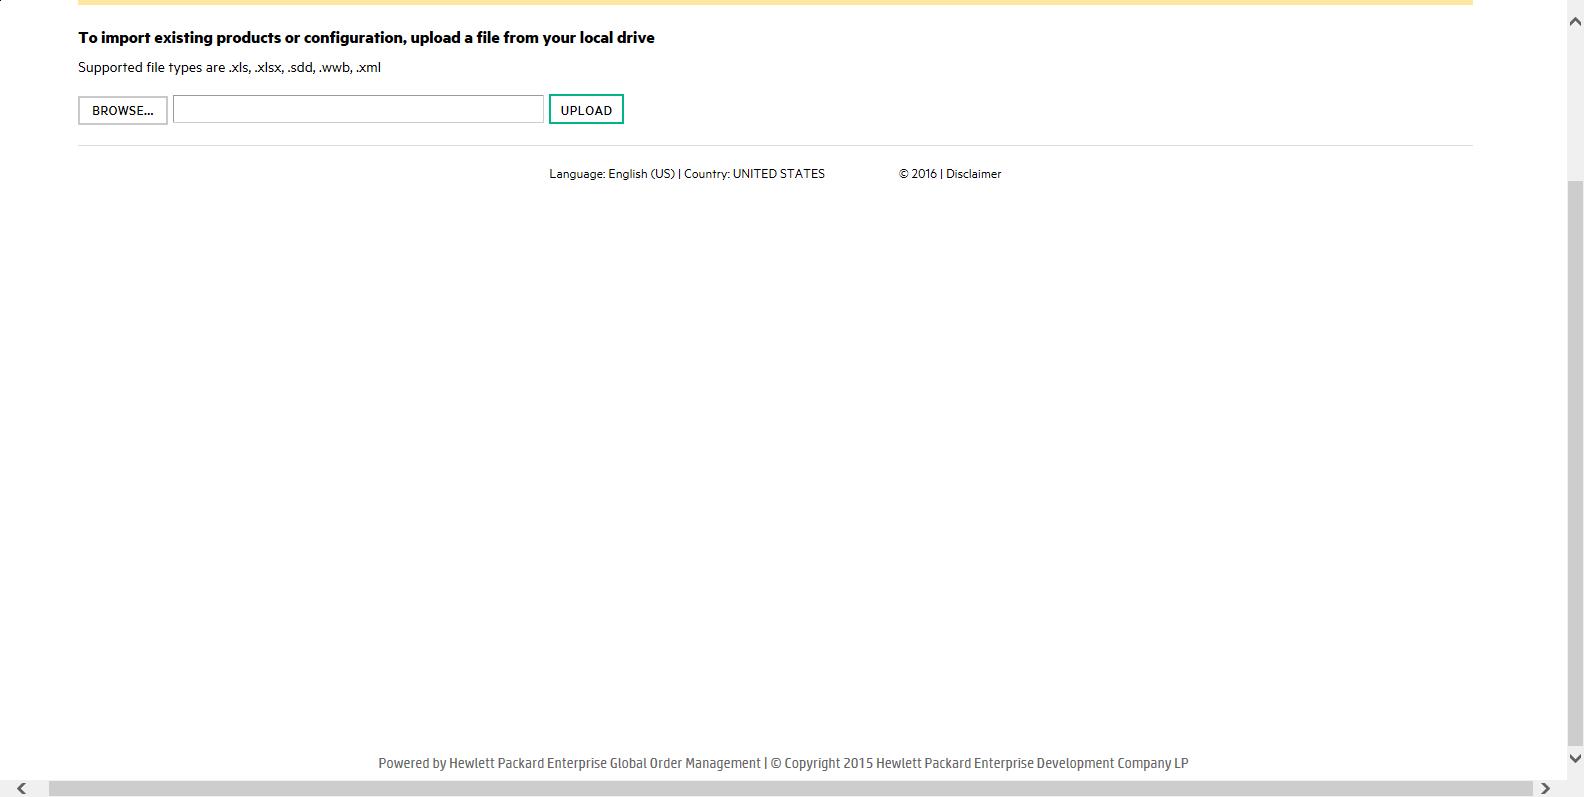 To import existing products or configuration, upload a file from your local drive
Supported file types are .xls, .xlsx, .sdd, .wwb, .xml
BROWSE... UPLOAD
Language: English (US) | Country: UNITED STATES © 2016 | Disclaimer
Powered by Hewlett Packard Enterprise Global Order Management | © Copyright 2015 Hewlett Packard Enterprise Development Company LP